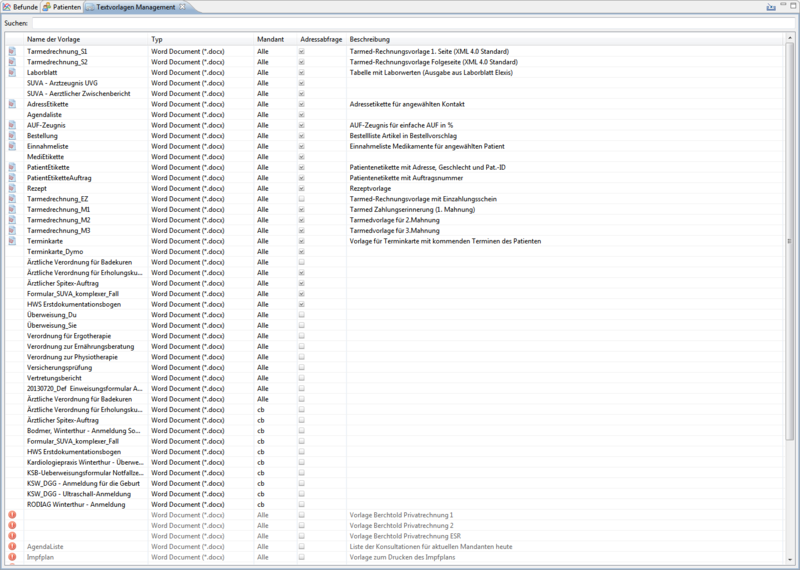 Befunde Patienten Textvorlagen Management
Suchen:
Name der Vorlage Typ Mandant Adressabfrage Beschreibung
Tarmedrechnung_S1 Word Document (*.docx) Alle Tarmed-Rechnungsvorlage 1. Seite (XML 4.0 Standard)
Tarmedrechnung_S2 Word Document (*.docx) Alle Tarmed-Rechnungsvorlage Folgeseite (XML 4.0 Standard)
Laborblatt Word Document (*.docx) Alle Tabelle mit Laborwerten (Ausgabe aus Laborblatt Elexis)
SUVA - Arztzeugnis UVG Word Document (*.docx) Alle
SUVA - Aerztlicher Zwischenbericht Word Document (*.docx) Alle
AdressEtikette Word Document (*.docx) Alle Adressetikette für angewählten Kontakt
Agendaliste Word Document (*.docx) Alle
AUF-Zeugnis Word Document (*.docx) Alle AUF-Zeugnis für einfache AUF in %
Bestellung Word Document (*.docx) Alle Bestellliste Artikel in Bestellvorschlag
Einnahmeliste Word Document (*.docx) Alle Einnahmeliste Medikamente für angewählten Patient
MediEtikette Word Document (*.docx) Alle
PatientEtikette Word Document (*.docx) Alle Patientenetikette mit Adresse, Geschlecht und Pat.-ID
PatientEtiketteAuftrag Word Document (*.docx) Alle Patientenetikette mit Auftragsnummer
Rezept Word Document (*.docx) Alle Rezeptvorlage
Tarmedrechnung_EZ Word Document (*.docx) Alle Tarmed-Rechnungsvorlage mit Einzahlungsschein
Tarmedrechnung_M1 Word Document (*.docx) Alle Tarmed Zahlungserinnerung (1. Mahnung)
Tarmedrechnung_M2 Word Document (*.docx) Alle Tarmedvorlage für 2.Mahnung
Tarmedrechnung_M3 Word Document (*.docx) Alle Tarmedvorlage für 3.Mahnung
Terminkarte Word Document (*.docx) Alle Vorlage für Terminkarte mit kommenden Terminen des Patienten
Terminkarte_Dymo Word Document (*.docx) Alle
Ärztliche Verordnung für Badekuren Word Document (*.docx) Alle
Ärztliche Verordnung für Erholungsku... Word Document (*.docx) Alle
Ärztlicher Spitex-Auftrag Word Document (*.docx) Alle
Formular_SUVA_komplexer_Fall Word Document (*.docx) Alle
HWS Erstdokumentationsbogen Word Document (*.docx) Alle
Überweisung_Du Word Document (*.docx) Alle
Überweisung_Sie Word Document (*.docx) Alle
Verordnung für Ergotherapie Word Document (*.docx) Alle
Verordnung zur Ernährungsberatung Word Document (*.docx) Alle
Verordnung zur Physiotherapie Word Document (*.docx) Alle
Versicherungsprüfung Word Document (*.docx) Alle
Vertretungsbericht Word Document (*.docx) Alle
20130720_Def Einweisungsformular A... Word Document (*.docx) Alle
Ärztliche Verordnung für Badekuren Word Document (*.docx) Alle
Ärztliche Verordnung für Erholungsku... Word Document (*.docx) cb
Ärztlicher Spitex-Auftrag Word Document (*.docx) cb
Bodmer, Winterthur - Anmeldung So... Word Document (*.docx) cb
Formular_SUVA_komplexer_Fall Word Document (*.docx) cb
HWS Erstdokumentationsbogen Word Document (*.docx) cb
Kardiologiepraxis Winterthur - Überwe... Word Document (*.docx) cb
KSB-Ueberweisungsformular Notfallze... Word Document (*.docx) cb
KSW_DGG - Anmeldung für die Geburt Word Document (*.docx) cb
KSW_DGG - Ultraschall-Anmeldung Word Document (*.docx) cb
RODIAG Winterthur - Anmeldung Word Document (*.docx) cb
Word Document (*.docx) Alle Vorlage Berchtold Privatrechnung 1
Word Document (*.docx) Alle Vorlage Berchtold Privatrechnung 2
Word Document (*.docx) Alle Vorlage Berchtold Privatrechnung ESR
AgendaListe Word Document (*.docx) Alle Liste der Konsultationen für aktuellen Mandanten heute
Impfplan Word Document (*.docx) Alle Vorlage zum Drucken des Impfplans